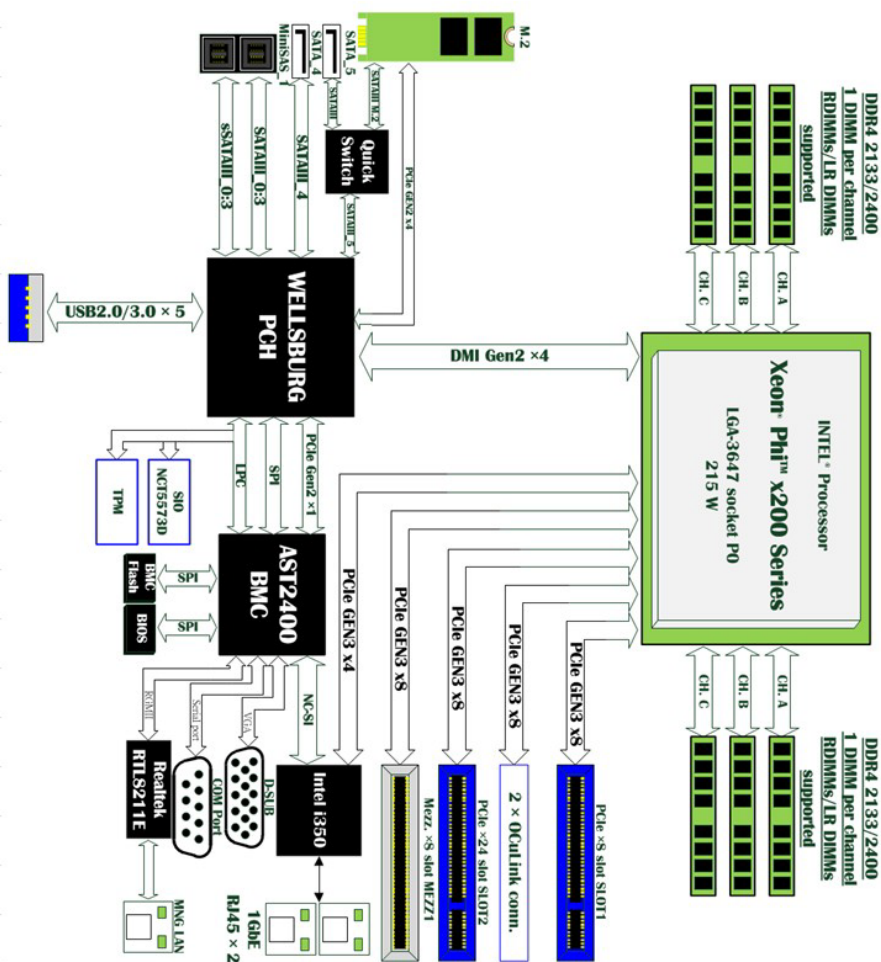 DDR4 2133/2400
1 DIMM per channel
RDIMMs/LR DIMMs
supported
CH. A
CH. B
CH. C
INTEL® Processor
Xeon® Phi™ x200 Series
LGA-3647 socket P0
215 W
CH. A
CH. B
CH. C
DDR4 2133/2400
1 DIMM per channel
RDIMMs/LR DIMMs
supported
M.2
SATA_5
SATA_4
MiniSAS_1
SATAIII M.2
SATAIII
PCIe GEN2 x4
Quick
Switch
SATAIII_5
SATAIII_4
SATAIII_0:3
sSATAIII_0:3
WELLSBURG
PCH
USB2.0/3.0 × 5
DMI Gen2 ×4
PCIe Gen2 ×1
SPI
LPC
SIO
NCT5573D
TPM
AST2400
BMC
BMC
Flash
SPI
BIOS
SPI
NC-SI
VGA
Serial port
RGMII
PCIe GEN3 x4
PCIe GEN3 x8
PCIe GEN3 x8
PCIe GEN3 x8
PCIe GEN3 x8
PCIe ×8 slot SLOT1
2 × OCuLink conn.
PCIe ×24 slot SLOT2
Mezz. ×8 slot MEZZ1
Intel i350
D-SUB
COM Port
Realtek
RTL8211E
1GbE
RJ45 × 2
MNG LAN